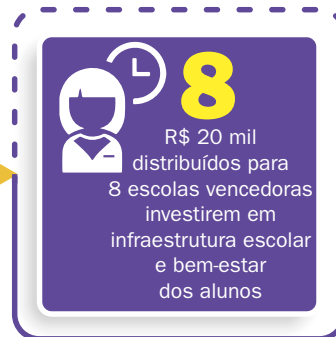 8
R$ 20 mil
distribuídos para
8 escolas vencedoras
investirem em
infraestrutura escolar
e bem-estar
dos alunos